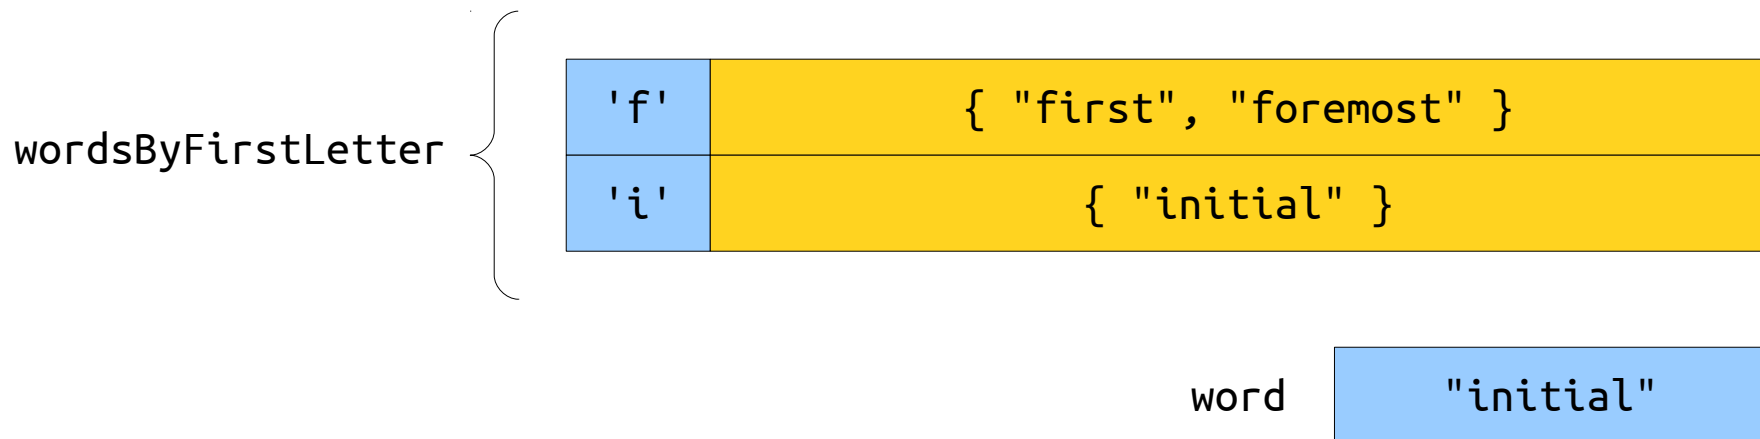 'f' { "first", "foremost" }
wordsByFirstLetter
'i' { "initial" }
word "initial"